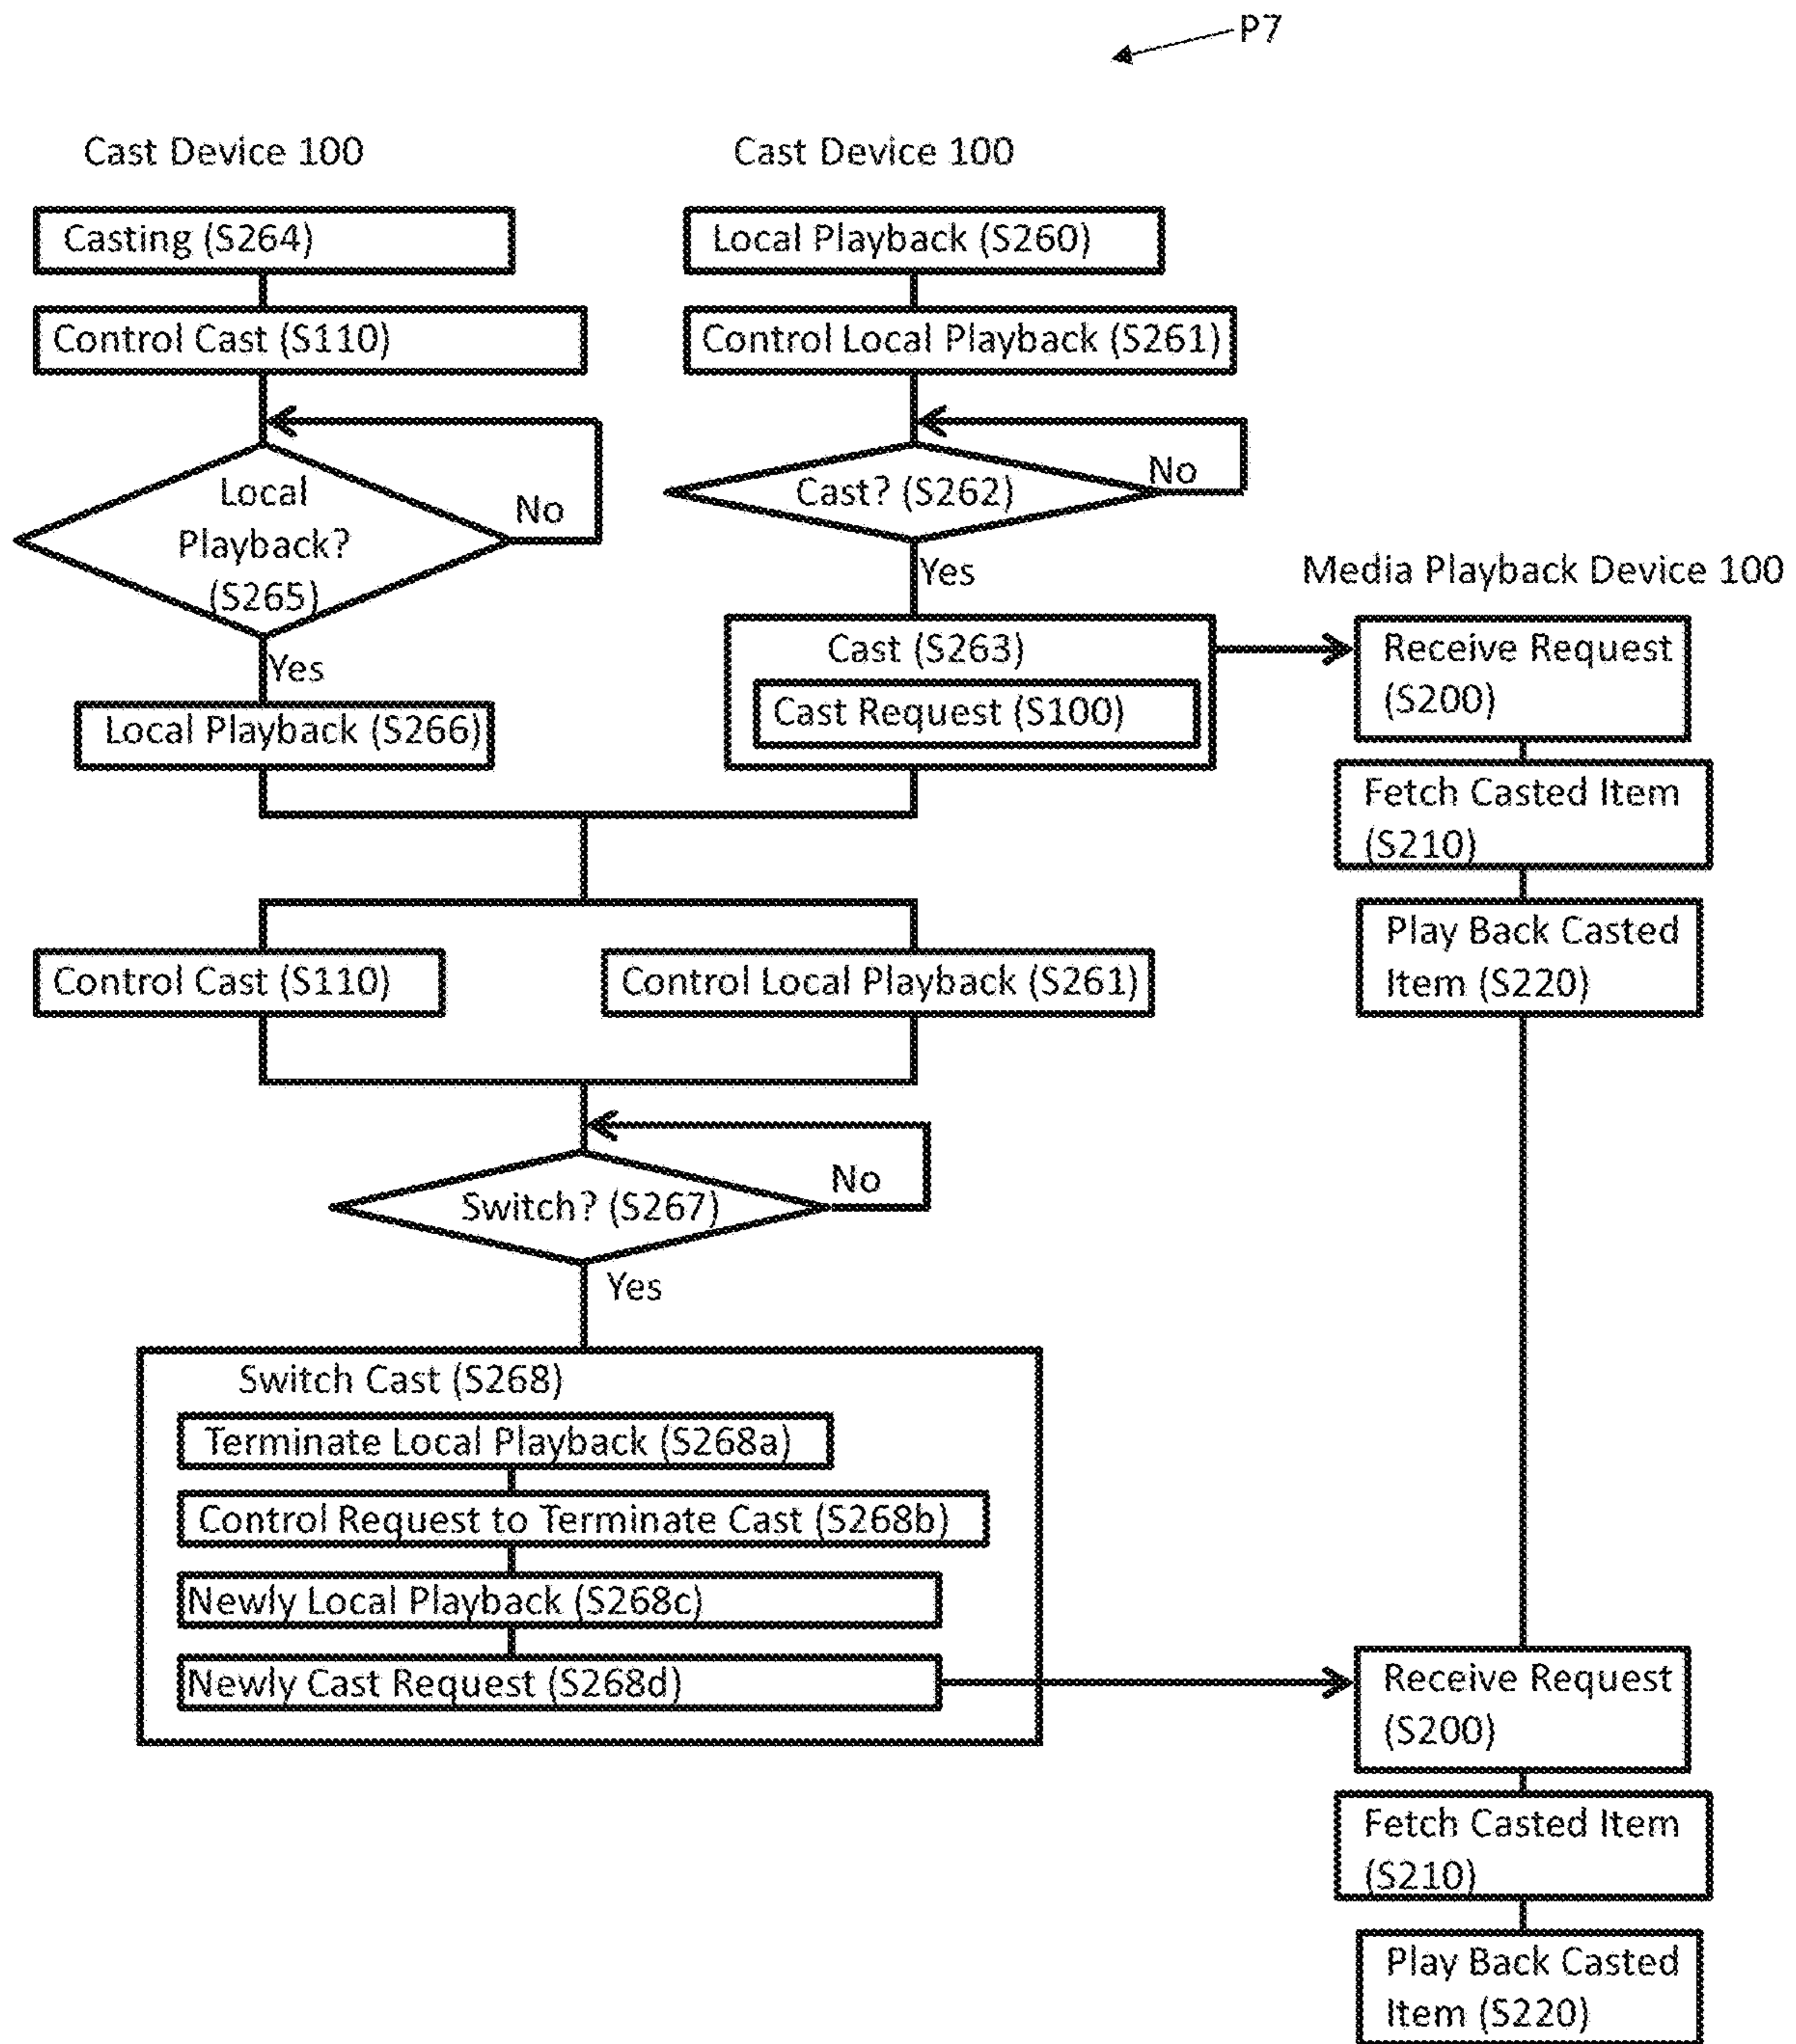 P7
Cast Device 100
Casting (S264)
Control Cast (S110)
Local
Playback?
(S265)
No
Yes
Local Playback (S266)
Cast Device 100
Local Playback (S260)
Control Local Playback (S261)
Cast? (S262)
No
Yes
Cast (S263)
Cast Request (S100)
Media Playback Device 100
Receive Request
(S200)
Fetch Casted Item
(S210)
Play Back Casted
Item (S220)
Control Cast (S110)
Control Local Playback (S261)
Switch? (S267)
No
Yes
Switch Cast (S268)
Terminate Local Playback (S268a)
Control Request to Terminate Cast (S268b)
Newly Local Playback (S268c)
Newly Cast Request (S268d)
Receive Request
(S200)
Fetch Casted Item
(S210)
Play Back Casted
Item (S220)